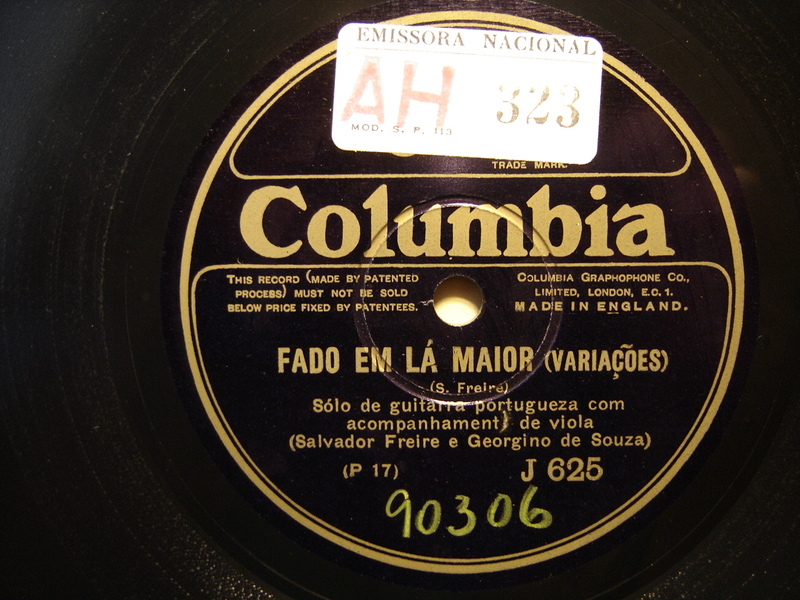 EMISSORA NACIONAL
AH 323
MOD. S. P. 113
TRADE MARK.
Columbia
THIS RECORD (MADE BY PATENTED
PROCESS) MUST NOT BE SOLD
BELOW PRICE FIXED BY PATENTEES.
COLUMBIA GRAPHOPHONE CO.,
LIMITED, LONDON, E.C.1.
MADE IN ENGLAND.
FADO EM LÁ MAIOR (VARIAÇÕES)
(S. Freire)
Sólo de guitarra portugueza com
acompanhamento de viola
(Salvador Freire e Georgino de Souza)
(P 17) J 625
90306